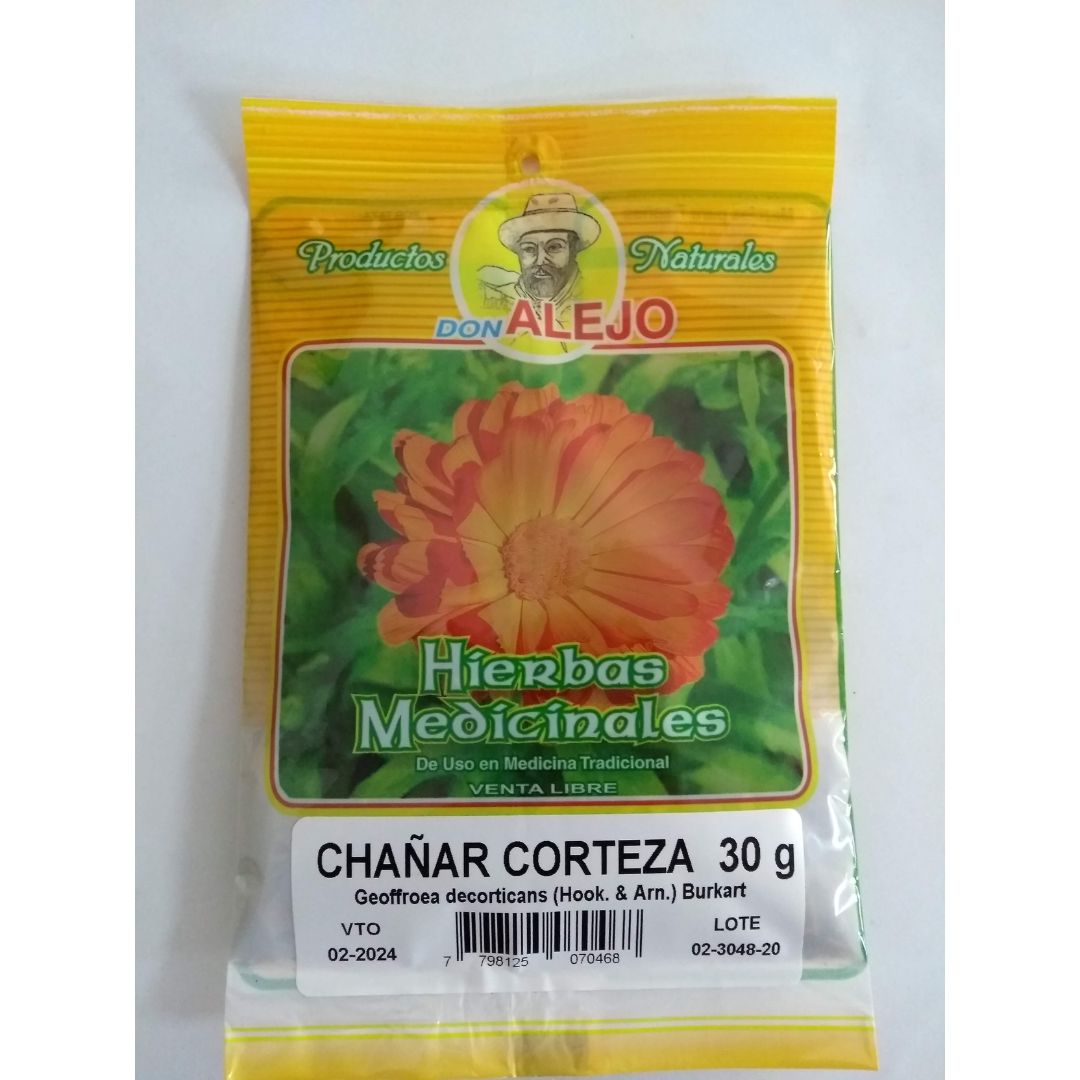 Productos Naturales
DON ALEJO
Hierbas
Medicinales
De Uso en Medicina Tradicional
VENTA LIBRE
CHAÑAR CORTEZA 30 g
Geoffroea decorticans (Hook. & Arn.) Burkart
VTO
02-2024
7 798125 070468
LOTE
02-3048-20